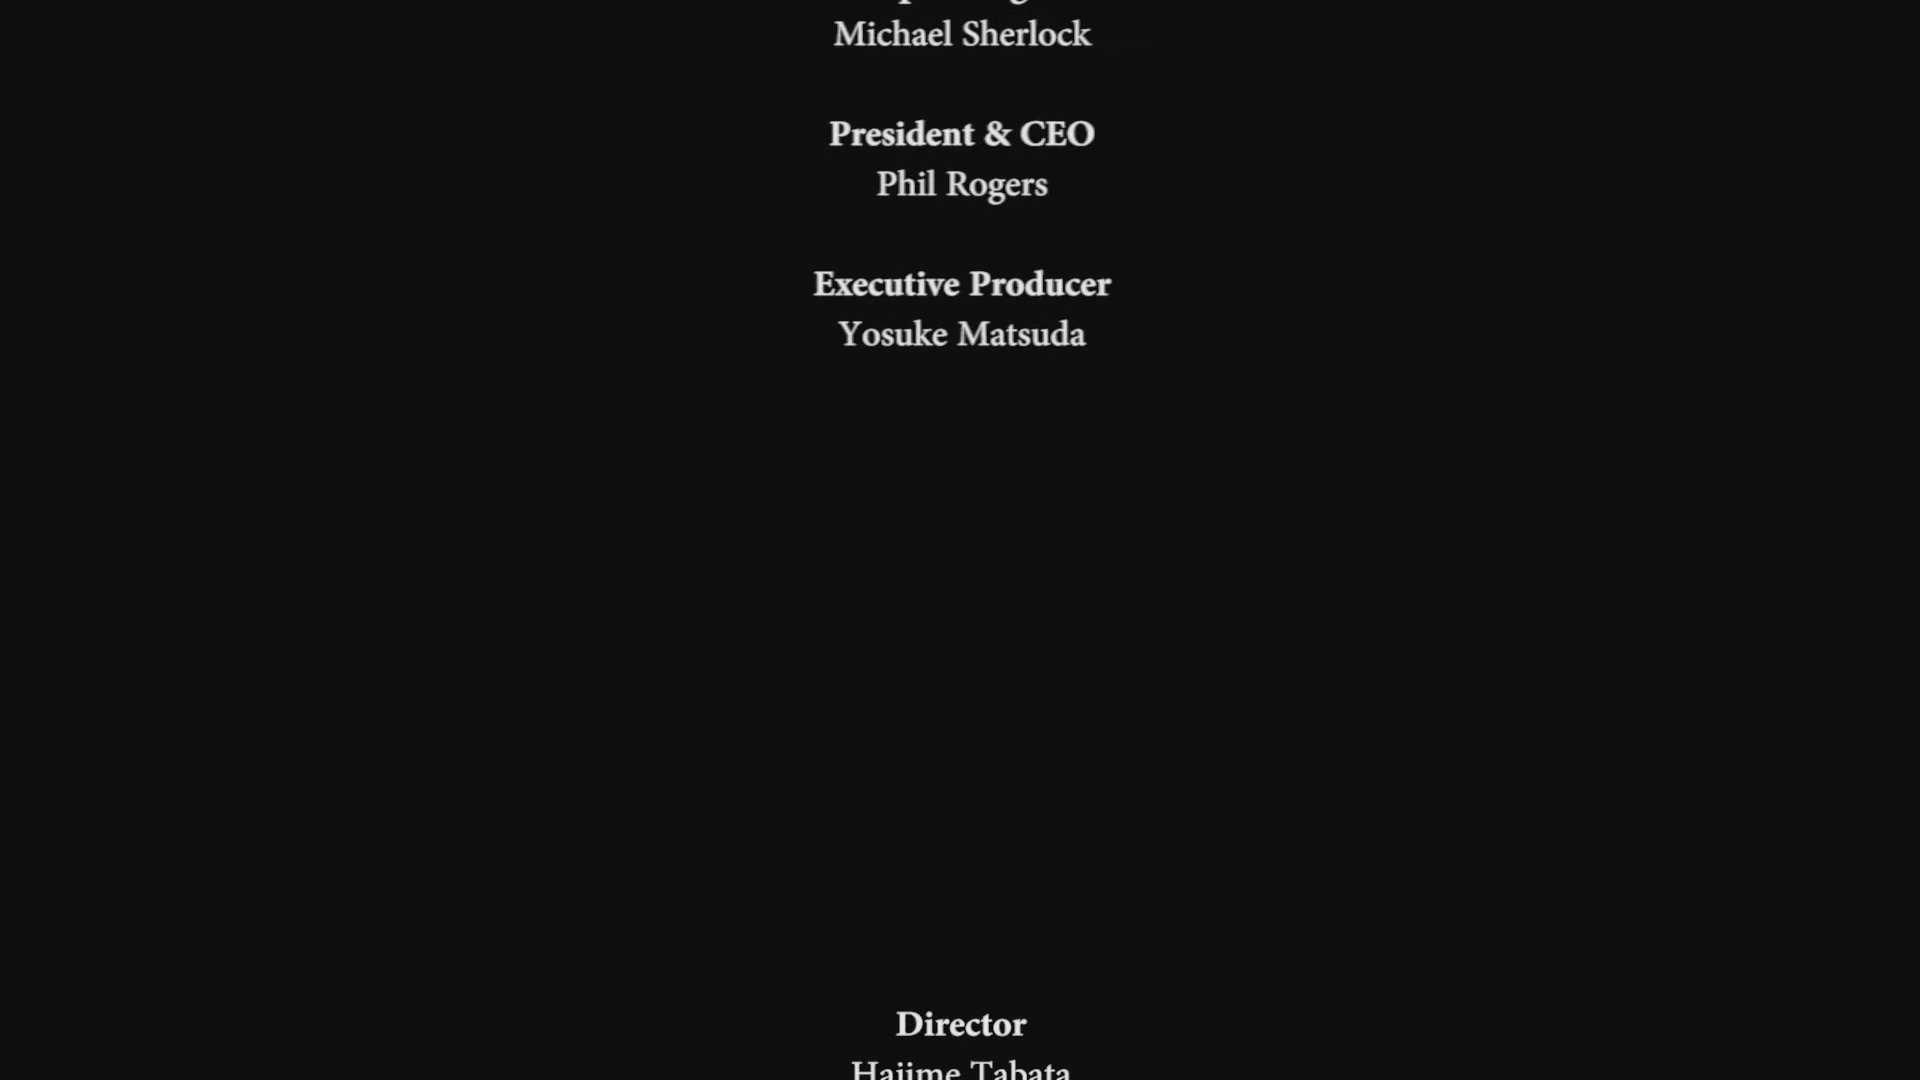 Michael Sherlock
President & CEO
Phil Rogers
Executive Producer
Yosuke Matsuda
Director
Hajime Tabata